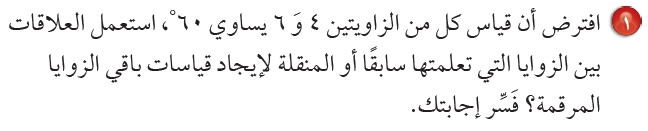 ١ افترض أن قياس كل من الزاويتين ٤ وَ ٦ يساوي ٦٠°، استعمل العلاقات
بين الزوايا التي تعلمتها سابقًا أو المنقلة لإيجاد قياسات باقي الزوايا
المرقمة؟ فَسِّر إجابتك.